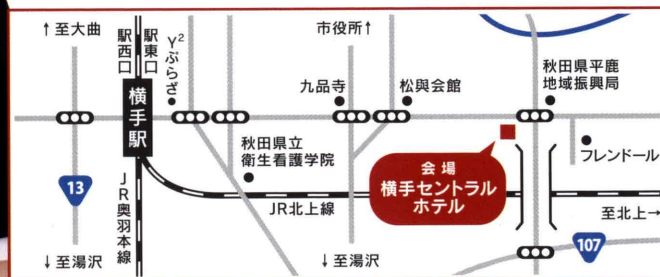 ↑至大曲
駅西口
駅東口
Y²ぷらざ
横手駅
13
JR奥羽本線
↓至湯沢
市役所↑
九品寺
松與会館
秋田県平鹿
地域振興局
秋田県立
衛生看護学院
フレンドール
会場
横手セントラル
ホテル
JR北上線
至北上→
↓至湯沢
107